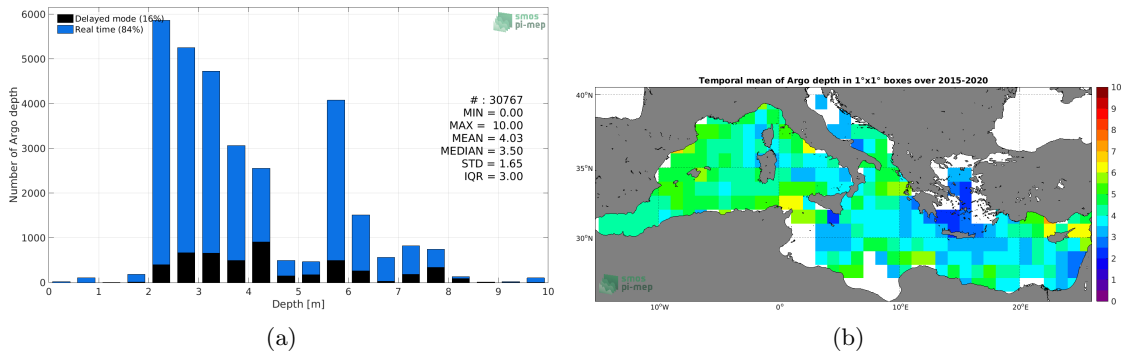 Delayed mode (16%)
Real time (84%)
smos
pi-mep
# : 30767
MIN = 0.00
MAX = 10.00
MEAN = 4.03
MEDIAN = 3.50
STD = 1.65
IQR = 3.00
Number of Argo depth
6000
5000
4000
3000
2000
1000
0
0 1 2 3 4 5 6 7 8 9 10
Depth [m]
(a)
Temporal mean of Argo depth in 1°x1° boxes over 2015-2020
40°N
35°N
30°N
10°W 0° 10°E 20°E
smos
pi-mep
10
9
8
7
6
5
4
3
2
1
0
(b)